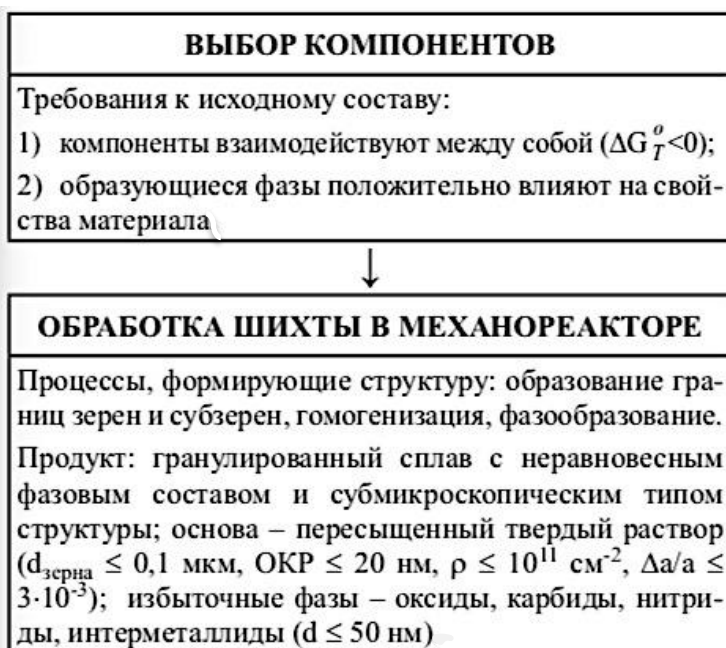 ВЫБОР КОМПОНЕНТОВ
Требования к исходному составу:
1) компоненты взаимодействуют между собой (ΔG°T<0);
2) образующиеся фазы положительно влияют на свой-
ства материала
↓
ОБРАБОТКА ШИХТЫ В МЕХАНОРЕАКТОРЕ
Процессы, формирующие структуру: образование гра-
ниц зерен и субзерен, гомогенизация, фазообразование.
Продукт: гранулированный сплав с неравновесным
фазовым составом и субмикроскопическим типом
структуры; основа – пересыщенный твердый раствор
(dзерна ≤ 0,1 мкм, ОКР ≤ 20 нм, ρ ≤ 10¹¹ см⁻², Δa/a ≤
3·10⁻³); избыточные фазы – оксиды, карбиды, нитри-
ды, интерметаллиды (d ≤ 50 нм)